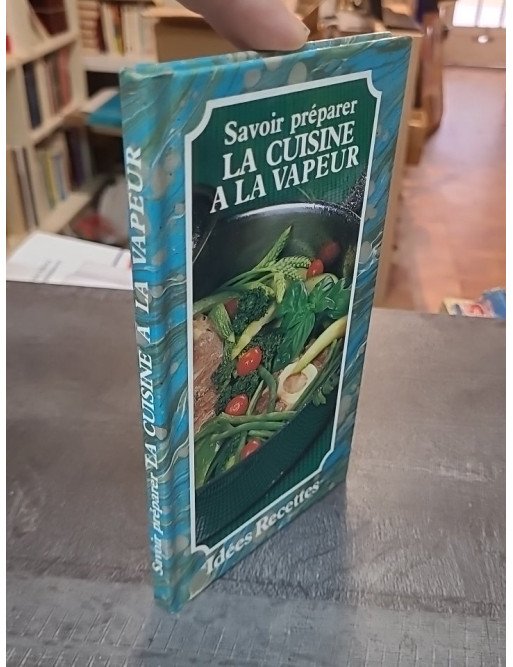 Savoir préparer
LA CUISINE
A LA VAPEUR
Idées Recettes
Savoir préparer LA CUISINE A LA VAPEUR